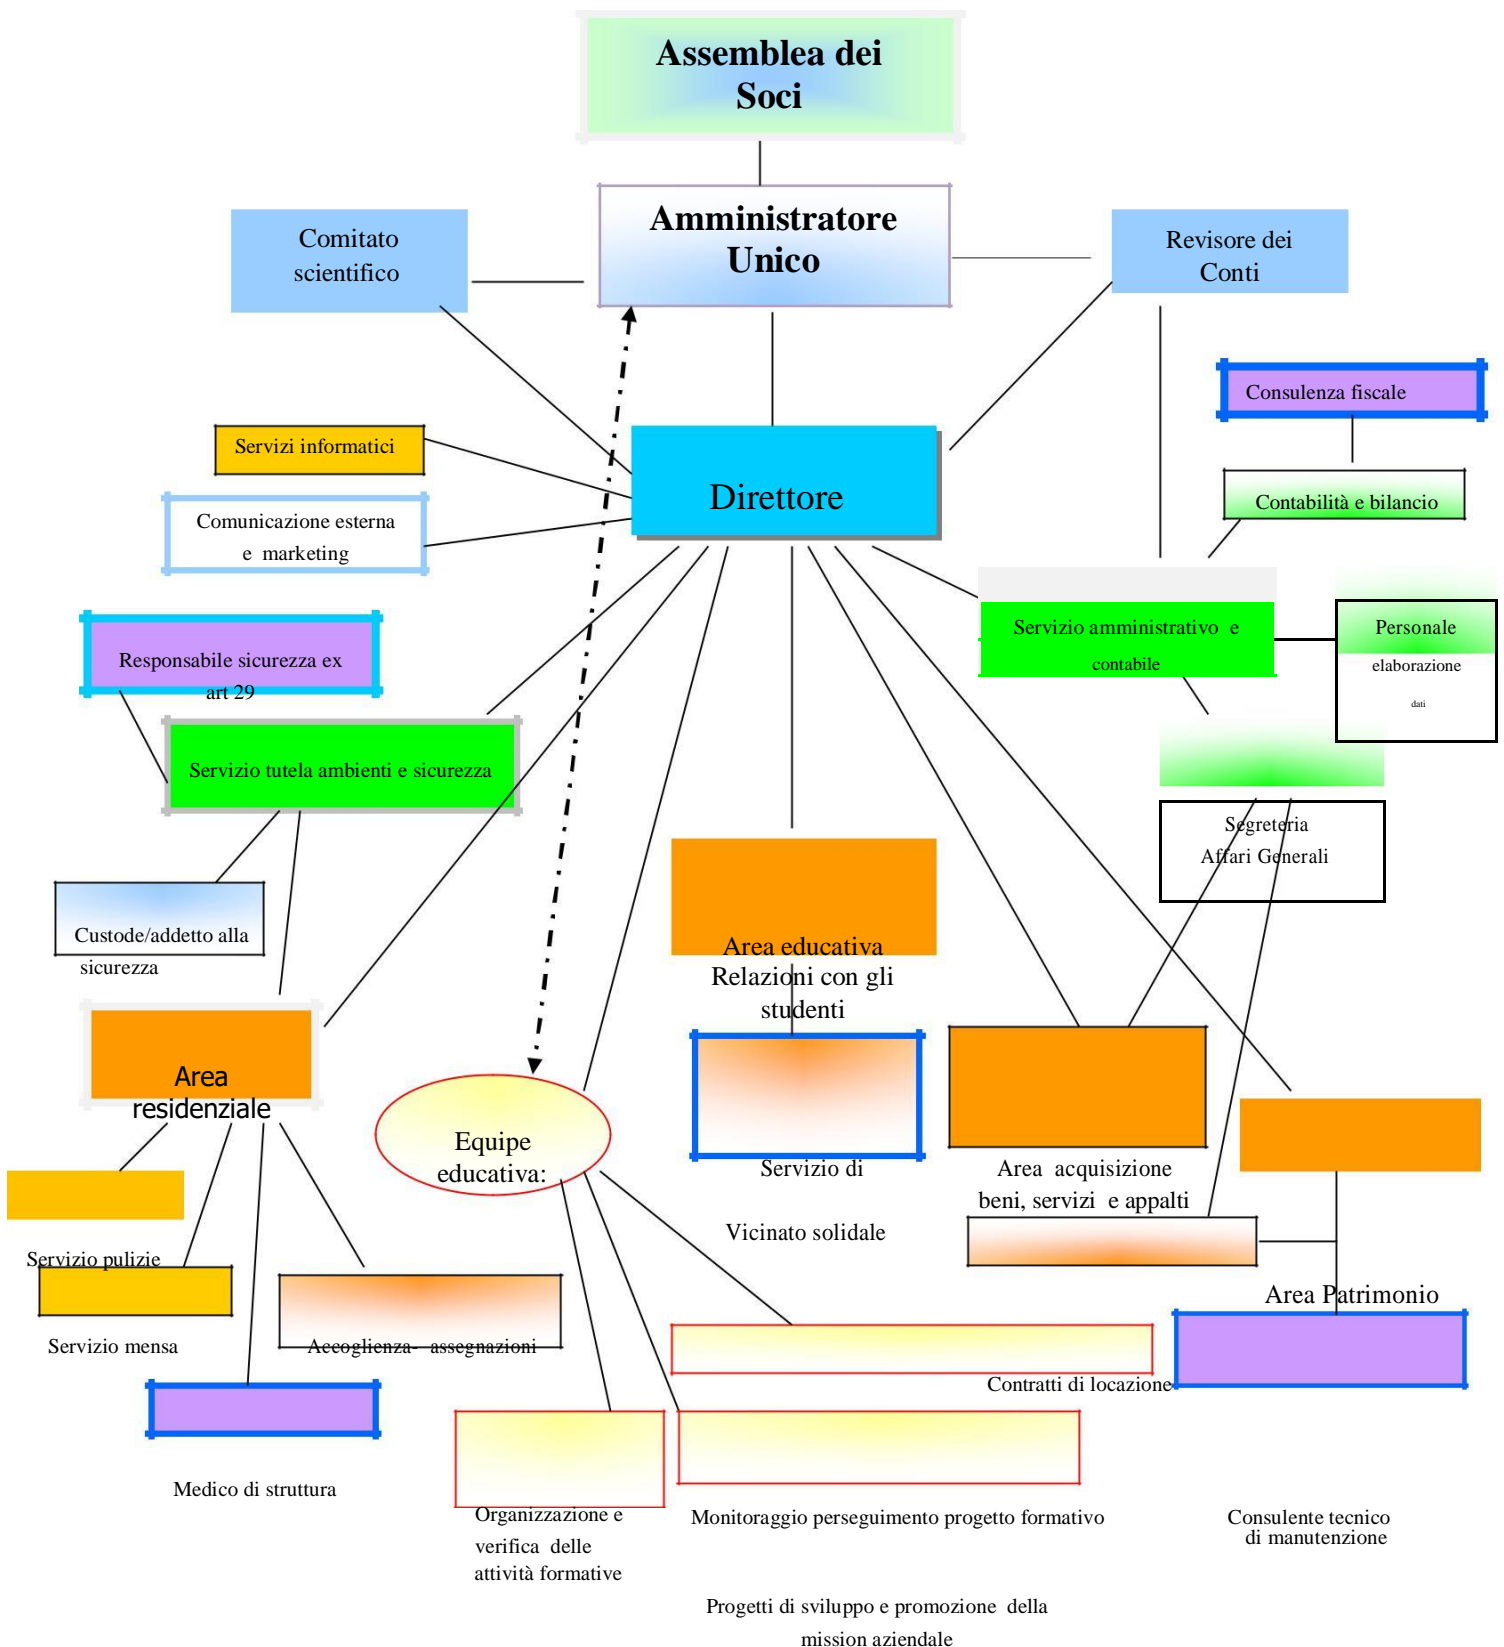 Assemblea dei
Soci
Amministratore
Unico
Comitato
scientifico
Revisore dei
Conti
Consulenza fiscale
Servizi informatici
Direttore
Contabilità e bilancio
Comunicazione esterna
e marketing
Servizio amministrativo e
contabile
Personale
elaborazione
dati
Responsabile sicurezza ex
art 29
Servizio tutela ambienti e sicurezza
Segreteria
Affari Generali
Custode/addetto alla
sicurezza
Area educativa
Relazioni con gli
studenti
Area
residenziale
Equipe
educativa:
Servizio di
Vicinato solidale
Area acquisizione
beni, servizi e appalti
Servizio pulizie
Area Patrimonio
Servizio mensa
Accoglienza- assegnazioni
Contratti di locazione
Medico di struttura
Organizzazione e
verifica delle
attività formative
Monitoraggio perseguimento progetto formativo
Consulente tecnico
di manutenzione
Progetti di sviluppo e promozione della
mission aziendale